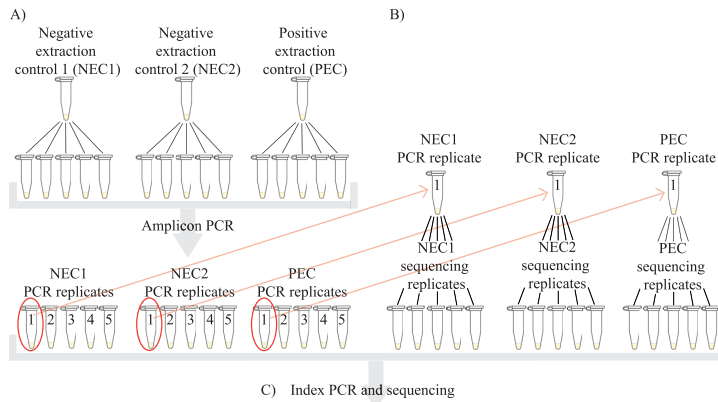 A)
Negative
extraction
control 1 (NEC1)
Negative
extraction
control 2 (NEC2)
Positive
extraction
control (PEC)
Amplicon PCR
NEC1
PCR replicates
1 2 3 4 5
NEC2
PCR replicates
1 2 3 4 5
PEC
PCR replicates
1 2 3 4 5
B)
NEC1
PCR replicate
1
NEC1
sequencing
replicates
NEC2
PCR replicate
1
NEC2
sequencing
replicates
PEC
PCR replicate
1
PEC
sequencing
replicates
C) Index PCR and sequencing